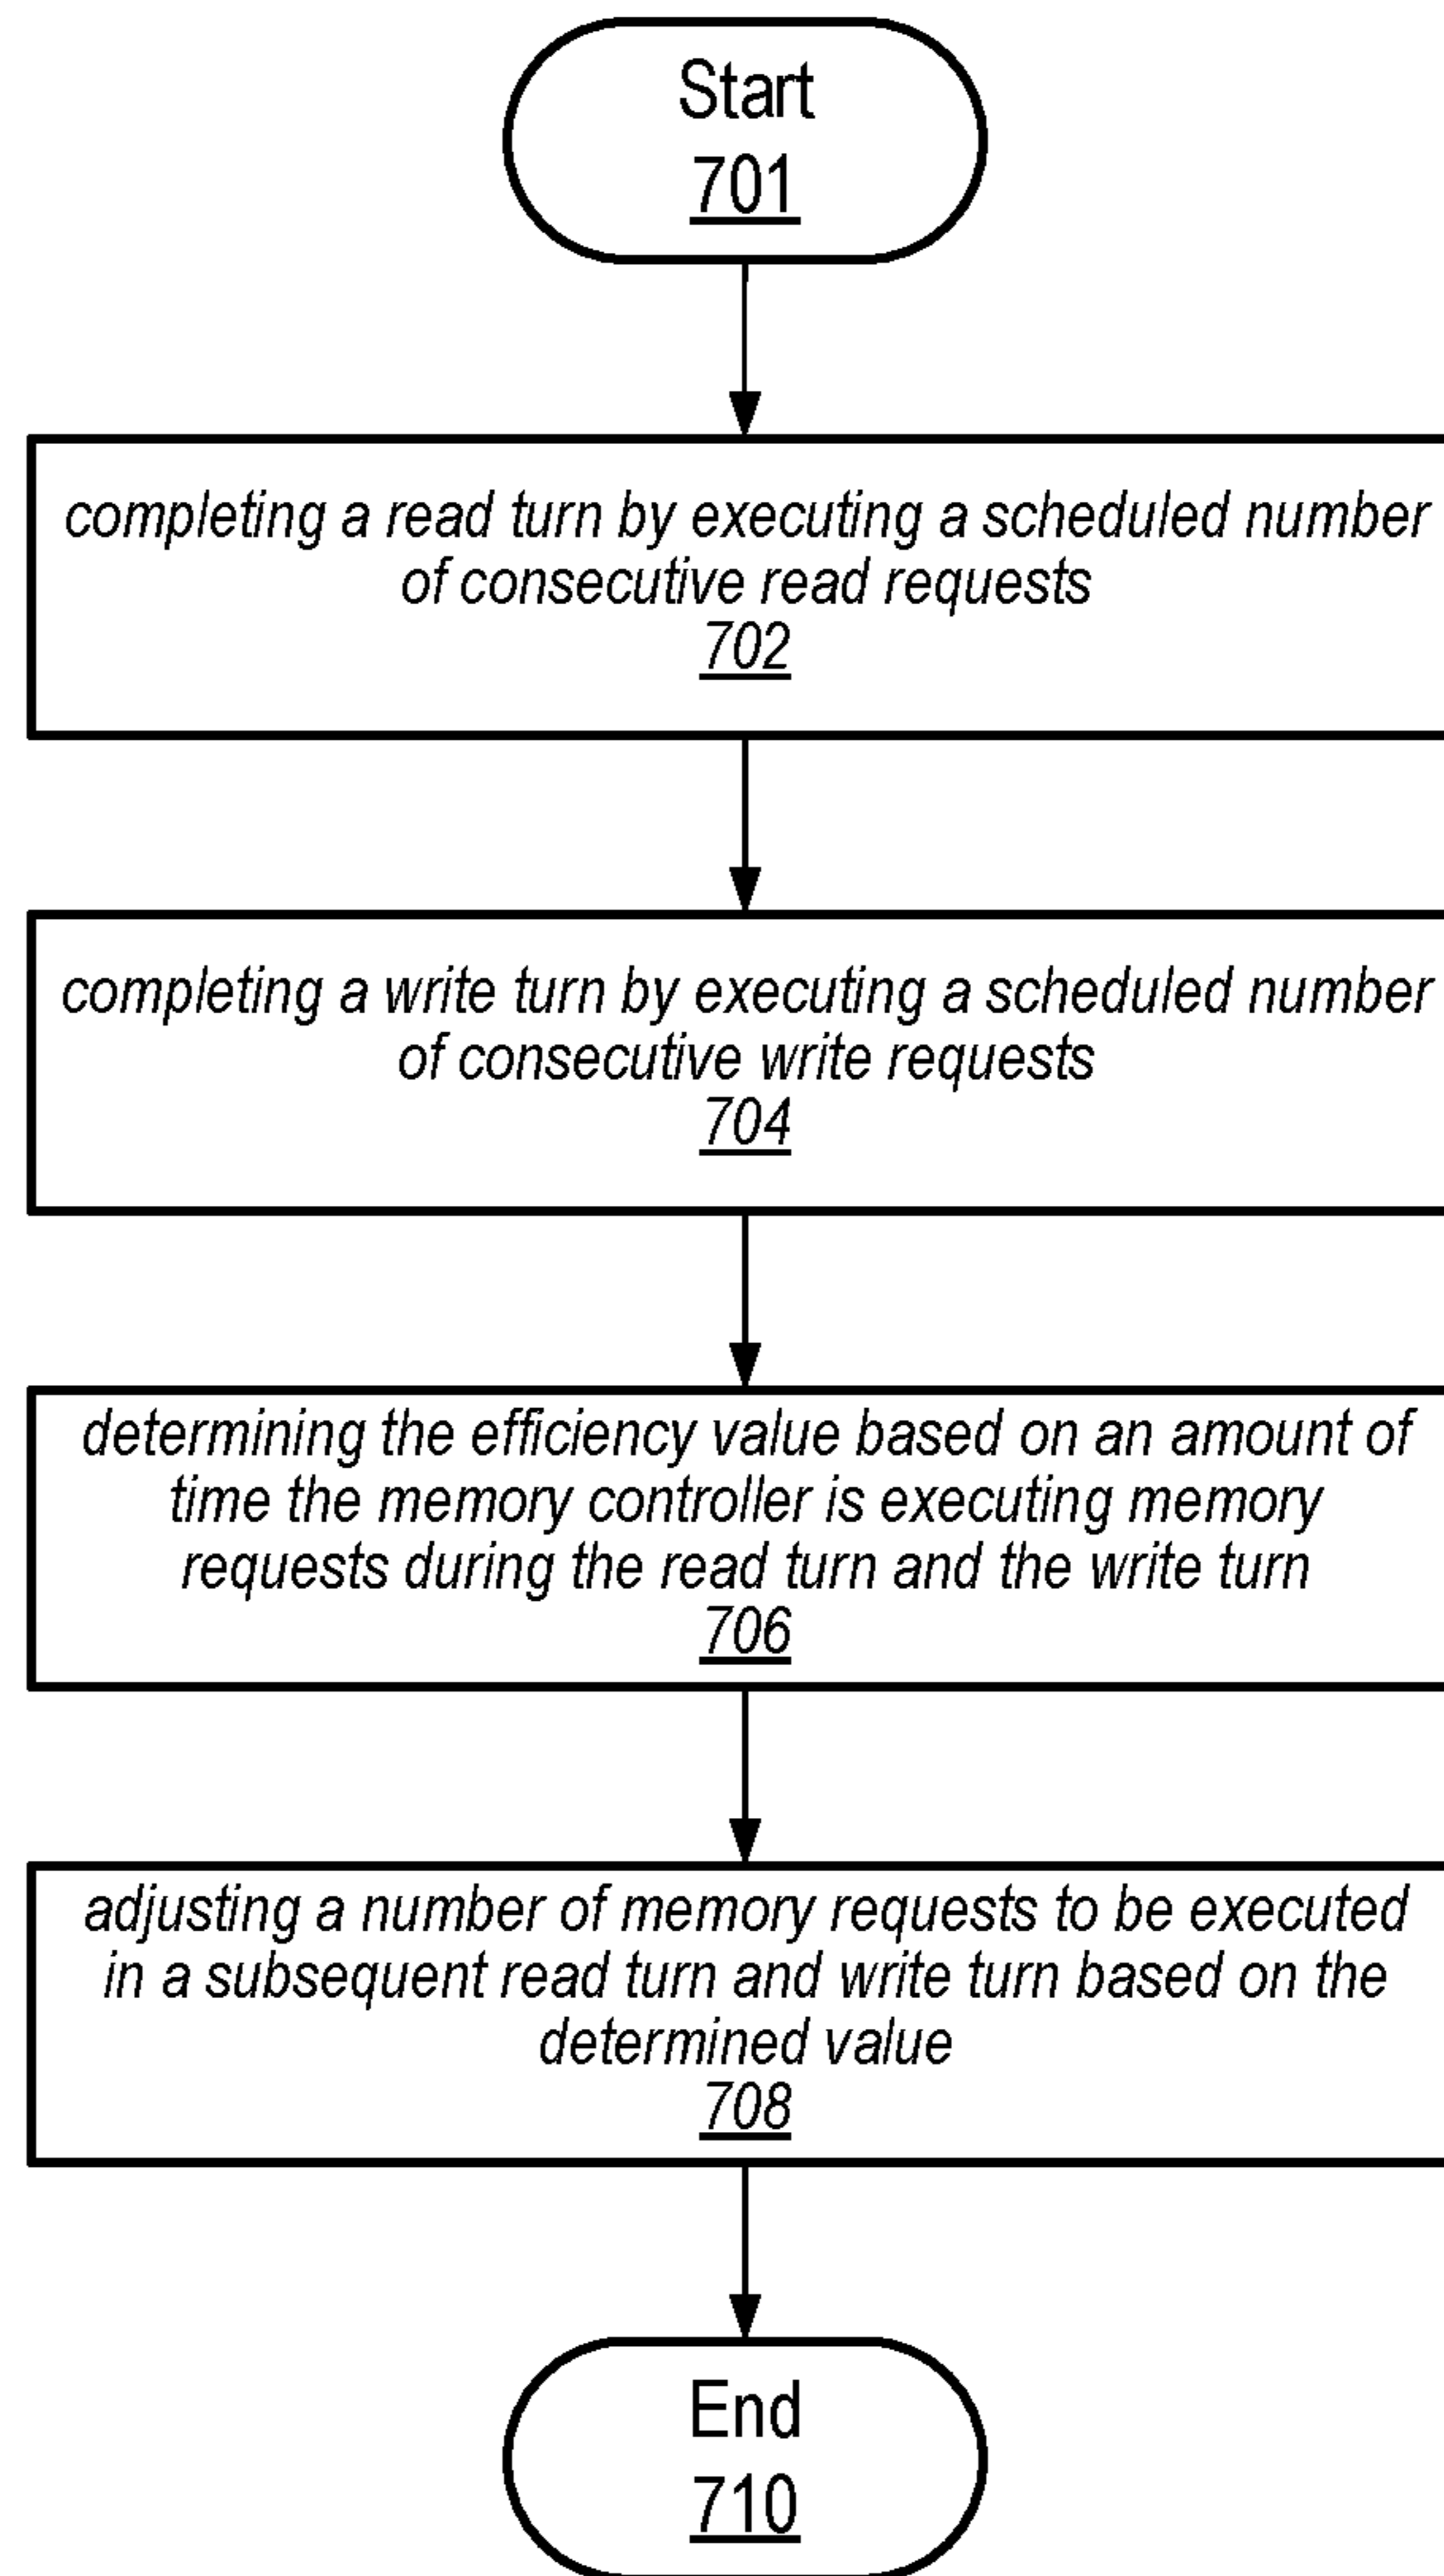 Start
701
completing a read turn by executing a scheduled number
of consecutive read requests
702
completing a write turn by executing a scheduled number
of consecutive write requests
704
determining the efficiency value based on an amount of
time the memory controller is executing memory
requests during the read turn and the write turn
706
adjusting a number of memory requests to be executed
in a subsequent read turn and write turn based on the
determined value
708
End
710